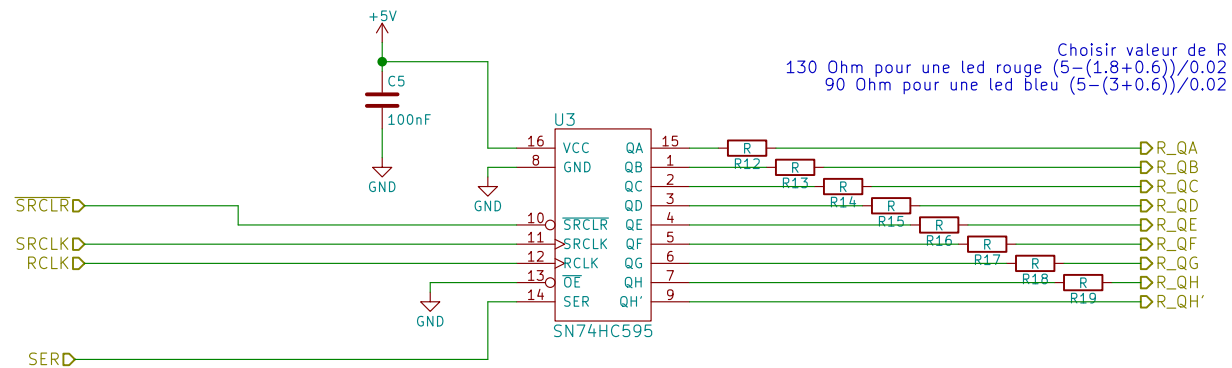 +5V
Choisir valeur de R
130 Ohm pour une led rouge (5-(1.8+0.6))/0.02
90 Ohm pour une led bleu (5-(3+0.6))/0.02
C5
100nF
GND
U3
16 VCC QA 15 R R12 R_QA
8 GND QB 1 R R13 R_QB
GND
QC 2 R R14 R_QC
SRCLR QD 3 R R15 R_QD
10 SRCLR QE 4 R R16 R_QE
SRCLK 11 SRCLK QF 5 R R17 R_QF
RCLK 12 RCLK QG 6 R R18 R_QG
13 OE QH 7 R R19 R_QH
14 SER QH' 9 R_QH'
GND
SN74HC595
SER